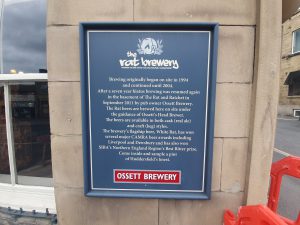 the
rat brewery
Brewing originally began on site in 1994
and continued until 2004.
After a seven year hiatus brewing was resumed again
in the basement of The Rat and Ratchet in
September 2011 by pub owner Ossett Brewery.
The Rat beers are brewed here on site under
the guidance of Ossett's Head Brewer.
The beers are available in both cask (real ale)
and craft (keg) styles.
The brewery's flagship beer, White Rat, has won
several major CAMRA beer awards including
Liverpool and Dewsbury and has also won
SIBA's Northern England Region's Best Bitter prize.
Come inside and sample a pint
of Huddersfield's finest.
OSSETT BREWERY